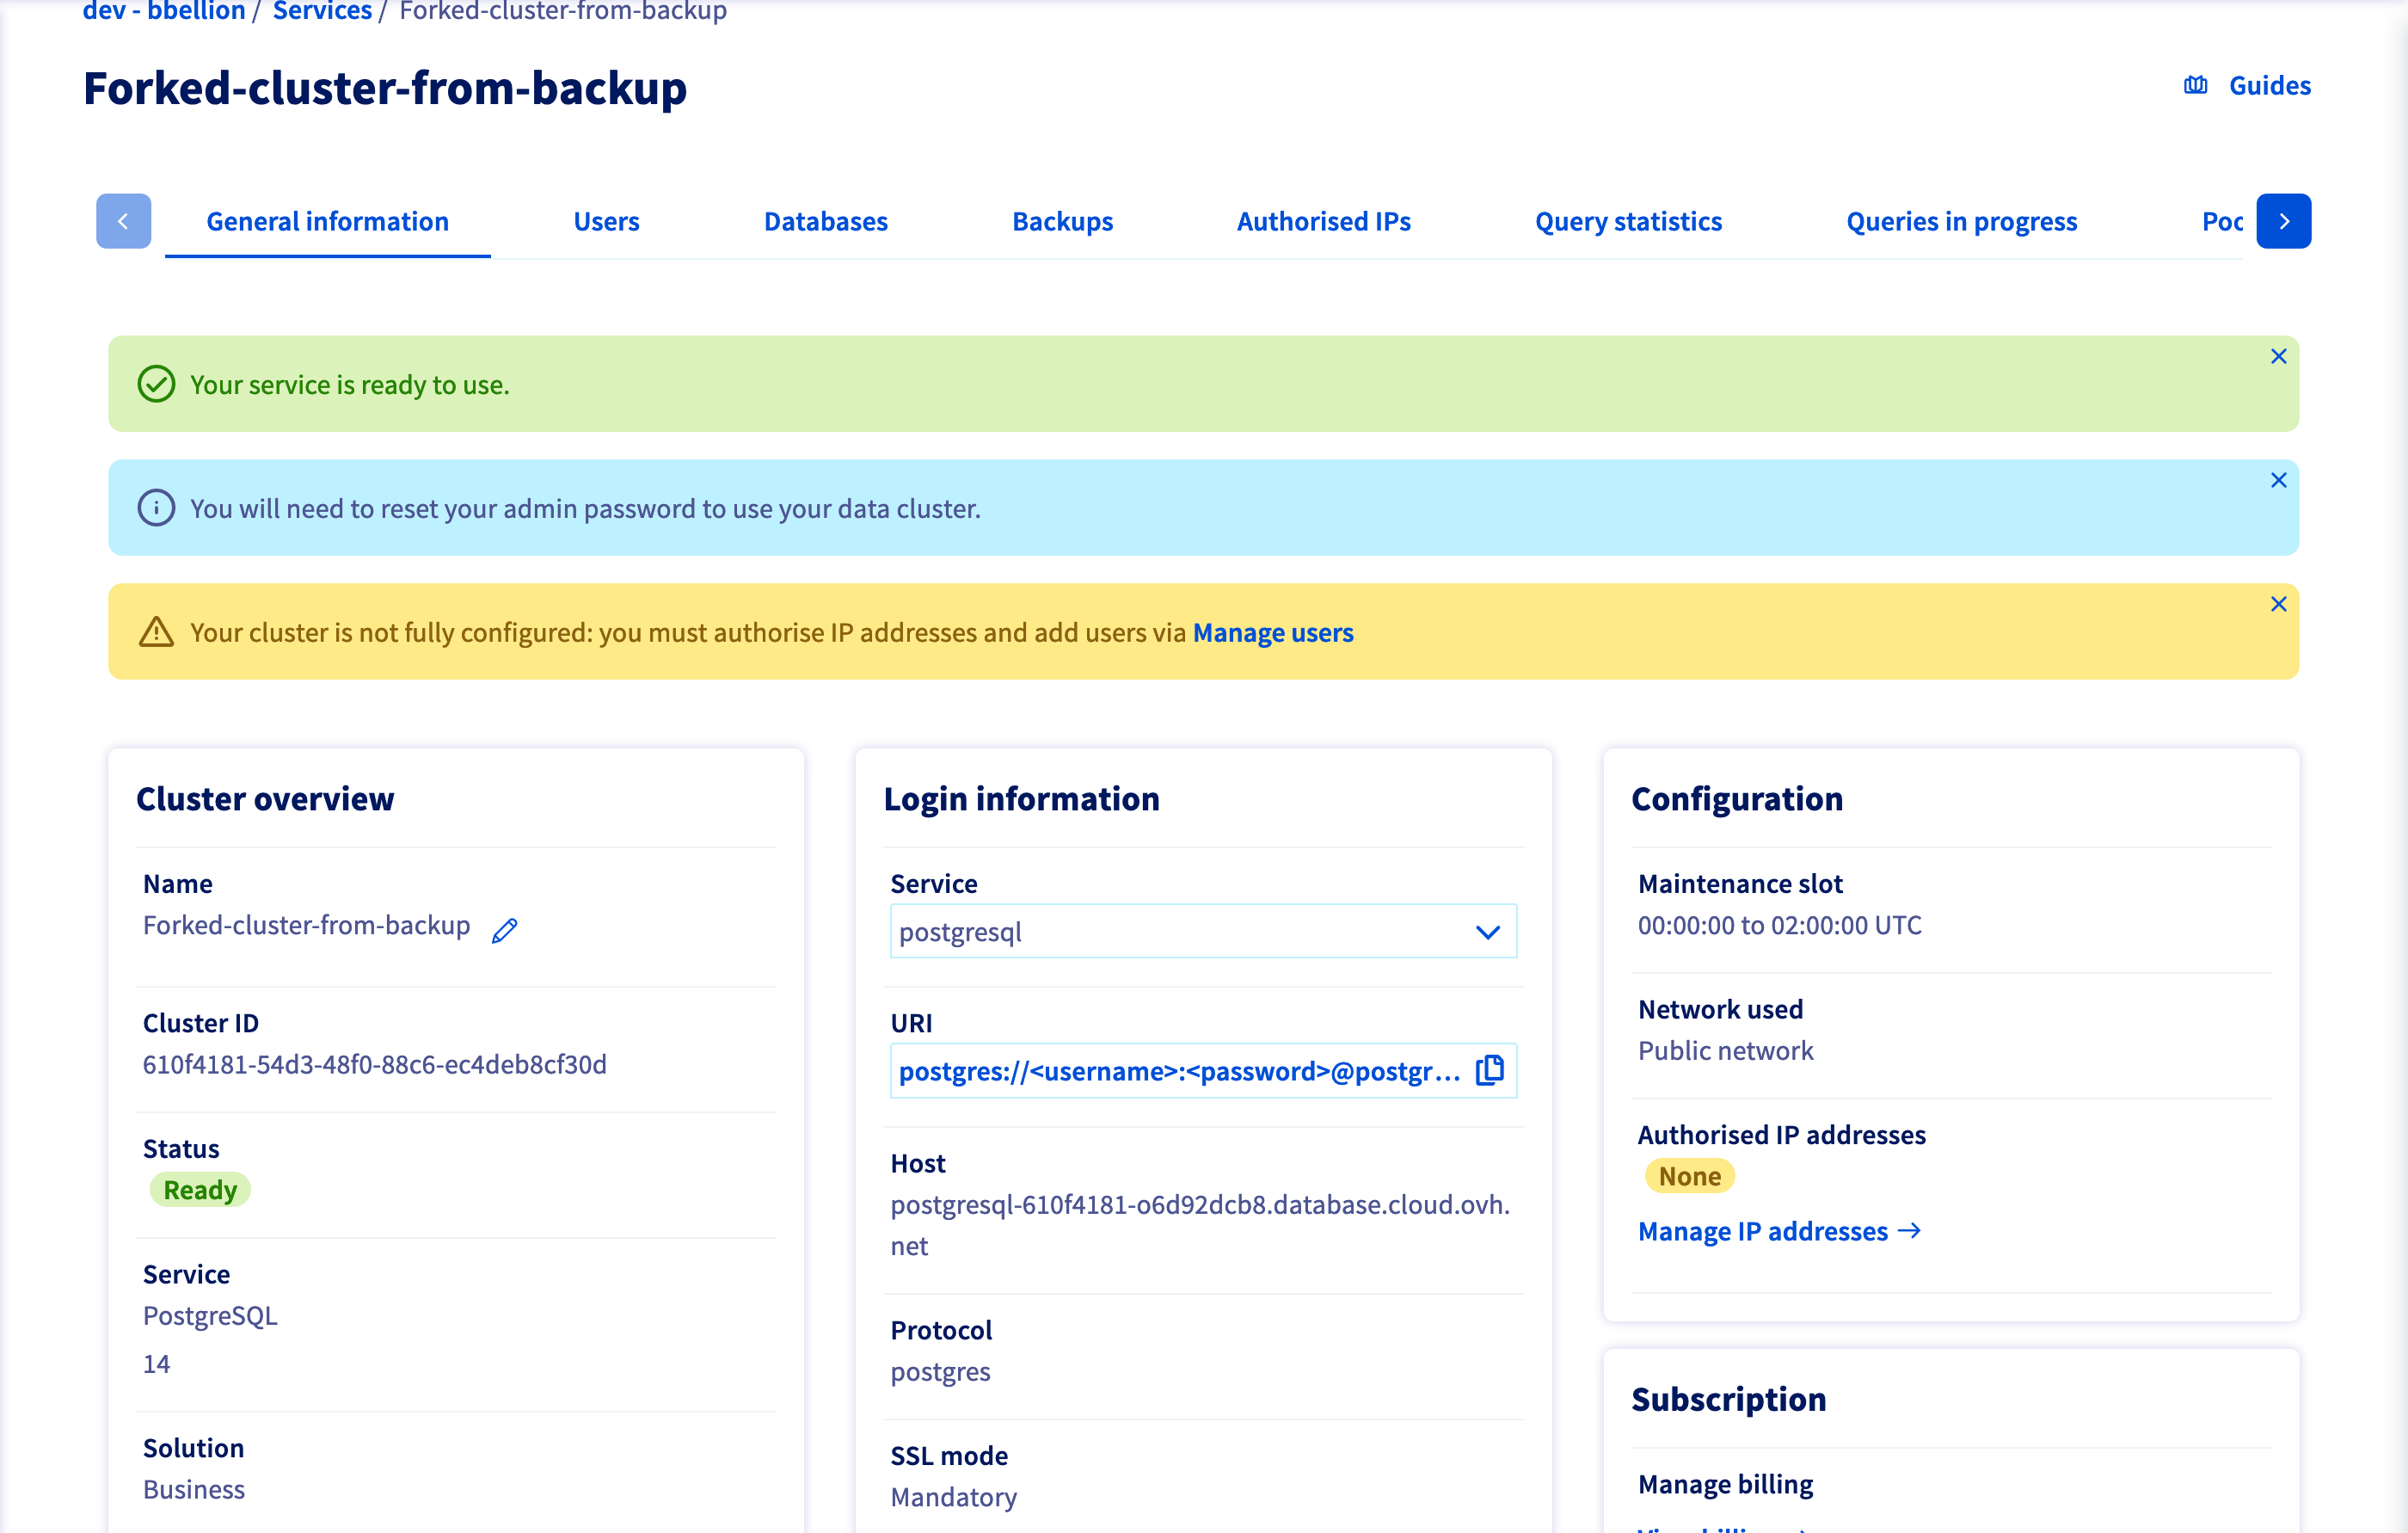 dev - bbellion / Services / Forked-cluster-from-backup
Forked-cluster-from-backup
Guides
General information
Users
Databases
Backups
Authorised IPs
Query statistics
Queries in progress
Poo
Your service is ready to use.
You will need to reset your admin password to use your data cluster.
Your cluster is not fully configured: you must authorise IP addresses and add users via Manage users
Cluster overview
Name
Forked-cluster-from-backup
Cluster ID
610f4181-54d3-48f0-88c6-ec4deb8cf30d
Status
Ready
Service
PostgreSQL
14
Solution
Business
Login information
Service
postgresql
URI
postgres://<username>:<password>@postgr...
Host
postgresql-610f4181-o6d92dcb8.database.cloud.ovh.
net
Protocol
postgres
SSL mode
Mandatory
Configuration
Maintenance slot
00:00:00 to 02:00:00 UTC
Network used
Public network
Authorised IP addresses
None
Manage IP addresses →
Subscription
Manage billing